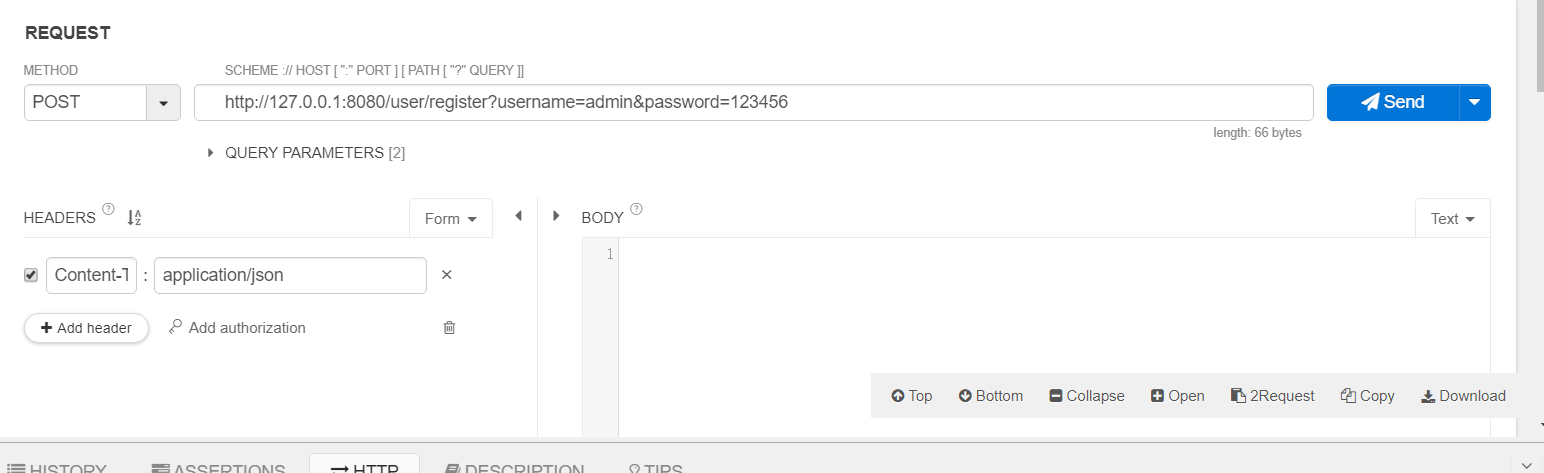 REQUEST
METHOD
SCHEME :// HOST [ ":" PORT ] [ PATH [ "?" QUERY ]]
POST
http://127.0.0.1:8080/user/register?username=admin&password=123456
Send
length: 66 bytes
QUERY PARAMETERS [2]
HEADERS ?
A
Z
Form
BODY ?
Text
Content-T : application/json ×
1
+ Add header
Add authorization
Top
Bottom
Collapse
Open
2Request
Copy
Download
HISTORY
ASSERTIONS
HTTP
DESCRIPTION
TIPS